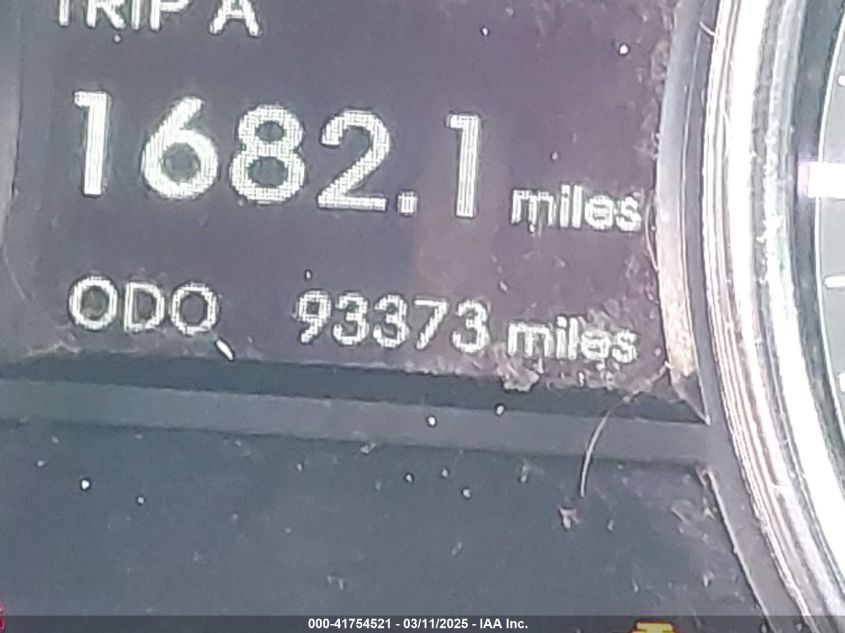 TRIP A
1682.1 miles
ODO 93373 miles
000-41754521 - 03/11/2025 - IAA Inc.